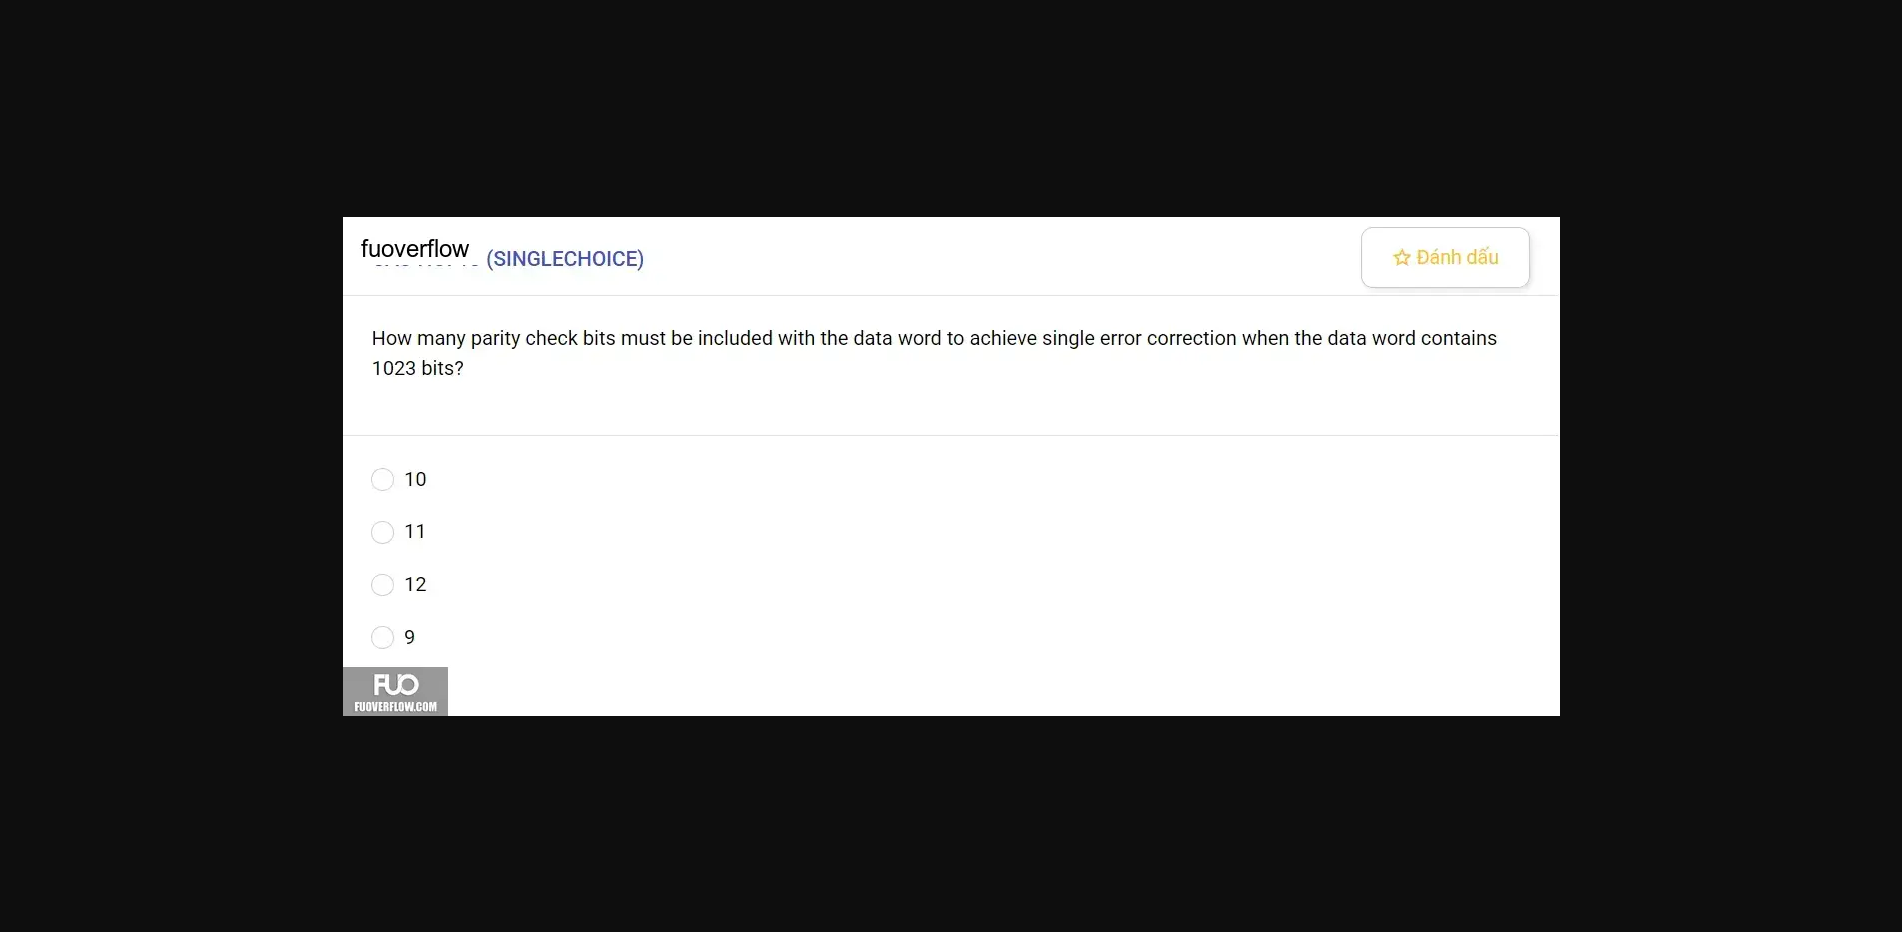 fuoverflow
(SINGLECHOICE)
Đánh dấu
How many parity check bits must be included with the data word to achieve single error correction when the data word contains
1023 bits?
10
11
12
9
FUO
FUOVERFLOW.COM